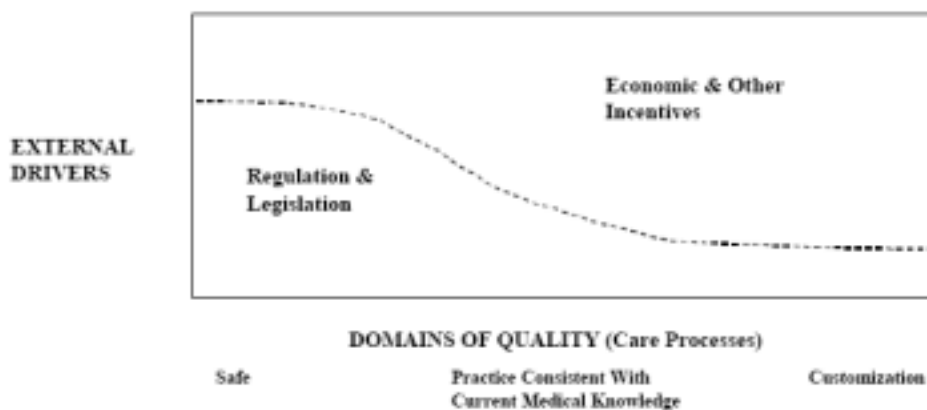 Economic & Other
Incentives
EXTERNAL
DRIVERS
Regulation &
Legislation
DOMAINS OF QUALITY (Care Processes)
Safe
Practice Consistent With
Current Medical Knowledge
Customization